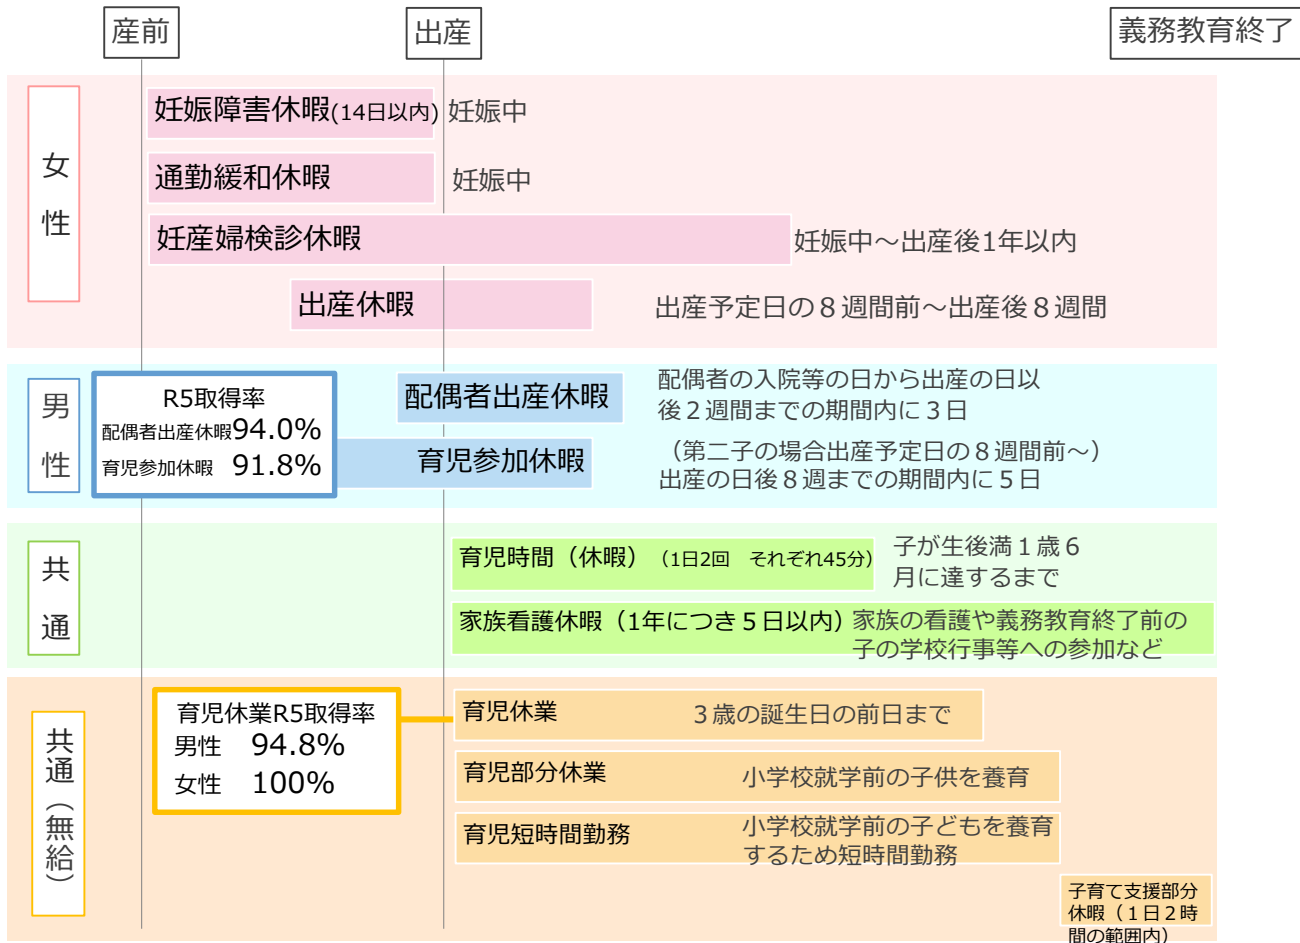 産前
出産
義務教育終了
女性
妊娠障害休暇(14日以内) 妊娠中
通勤緩和休暇 妊娠中
妊産婦検診休暇 妊娠中～出産後1年以内
出産休暇 出産予定日の８週間前～出産後８週間
男性
R5取得率
配偶者出産休暇94.0%
育児参加休暇 91.8%
配偶者出産休暇
配偶者の入院等の日から出産の日以
後２週間までの期間内に３日
育児参加休暇
（第二子の場合出産予定日の８週間前～）
出産の日後８週までの期間内に５日
共通
育児時間（休暇）（1日2回　それぞれ45分）
子が生後満１歳６
月に達するまで
家族看護休暇（1年につき５日以内）
家族の看護や義務教育終了前の
子の学校行事等への参加など
共通（無給）
育児休業R5取得率
男性　94.8%
女性　100%
育児休業 ３歳の誕生日の前日まで
育児部分休業 小学校就学前の子供を養育
育児短時間勤務
小学校就学前の子どもを養育
するため短時間勤務
子育て支援部分
休暇（１日２時
間の範囲内）